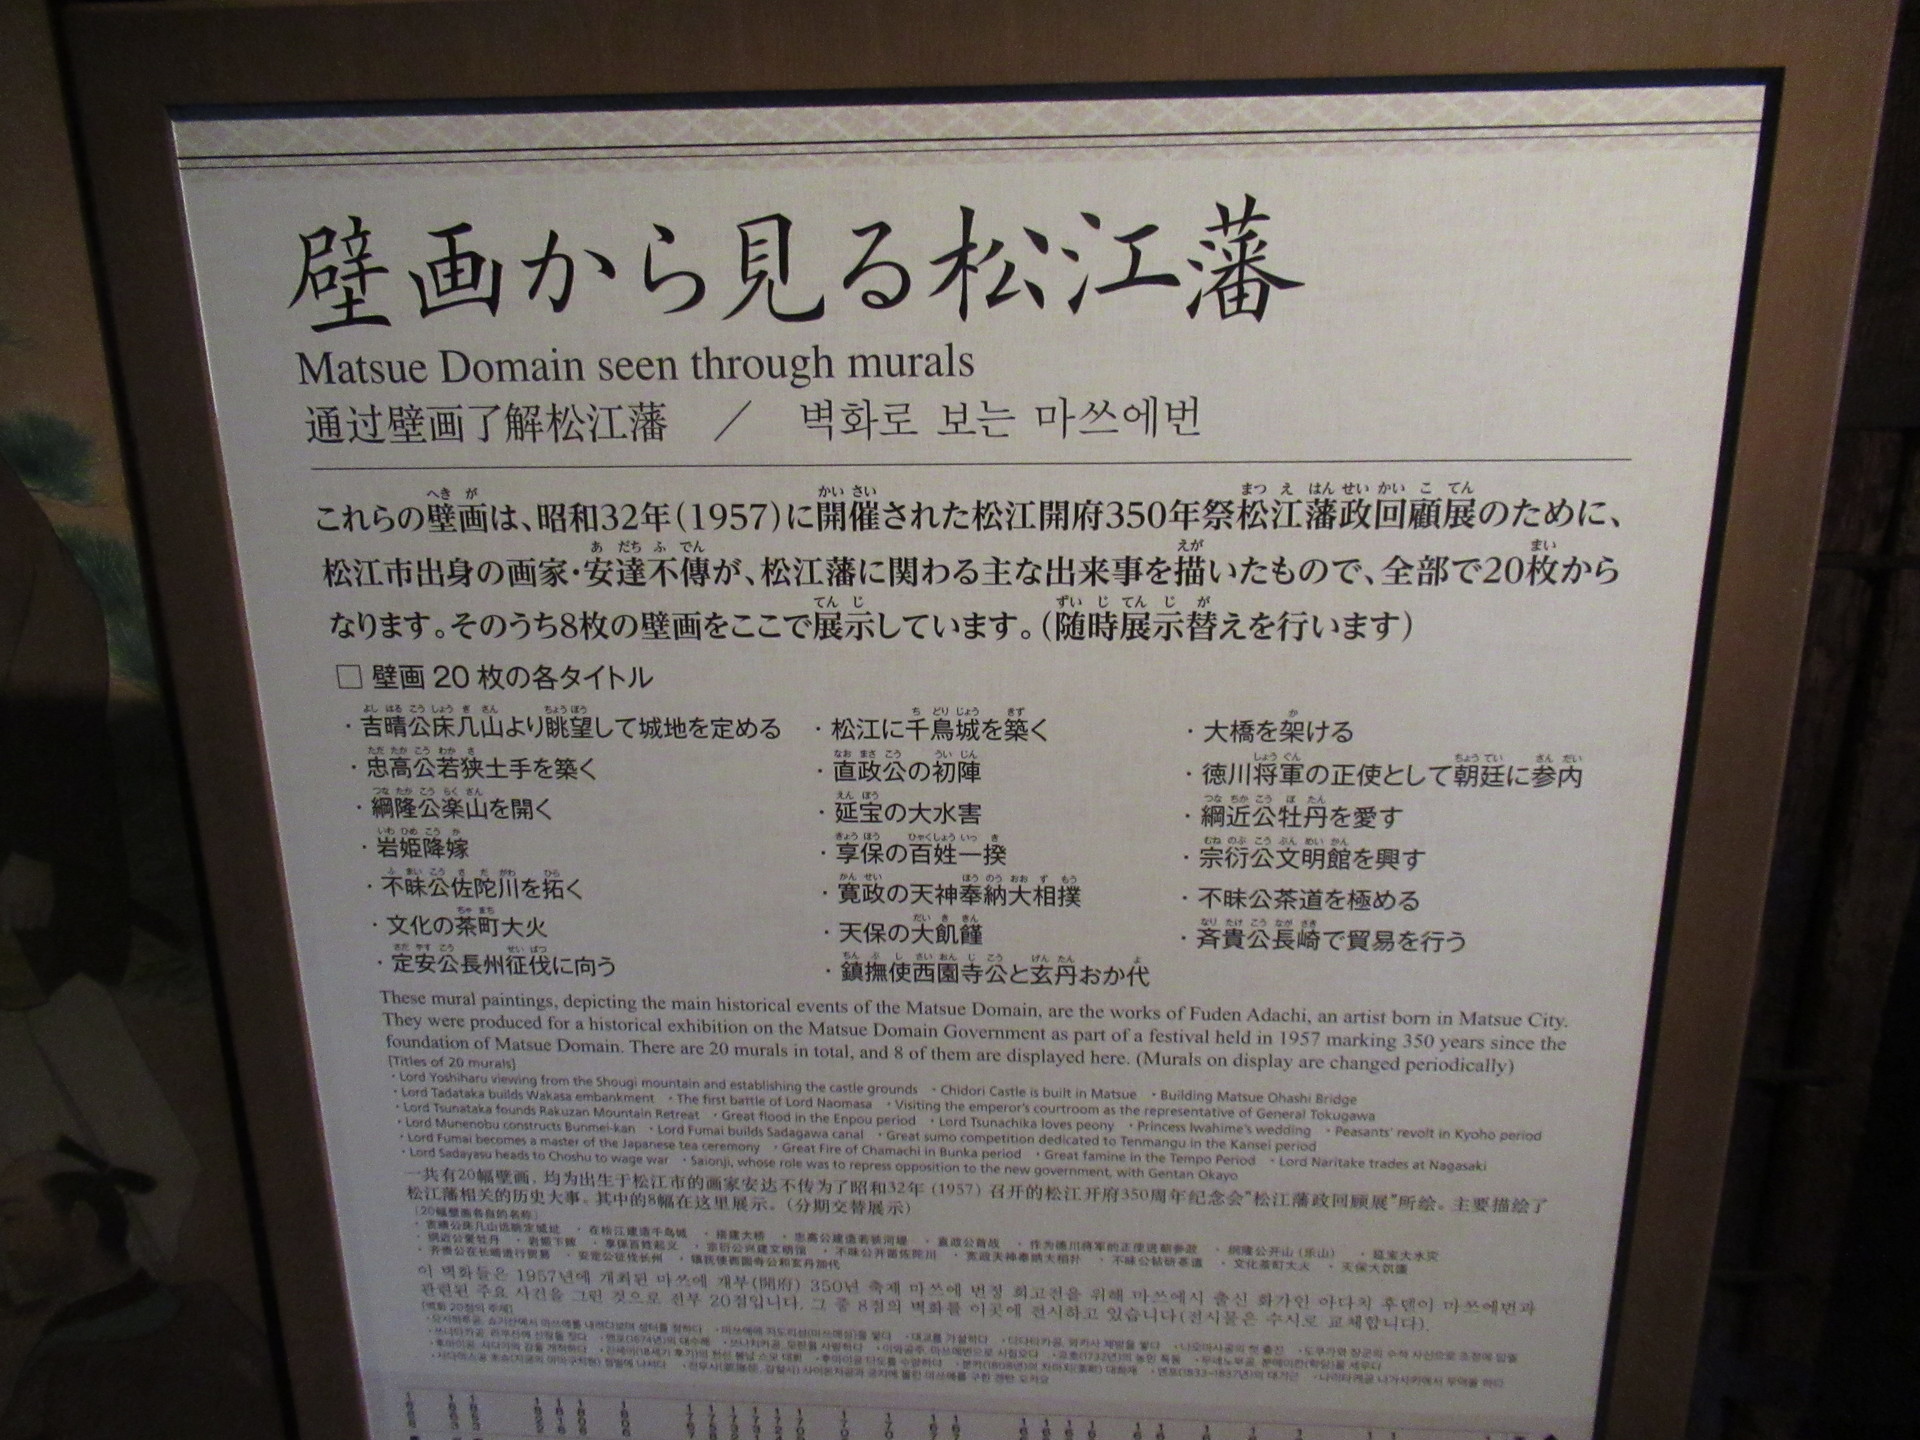 壁画から見る松江藩
Matsue Domain seen through murals
通过壁画了解松江藩 / 벽화로 보는 마쓰에번
これらの壁画は、昭和32年(1957)に開催された松江開府350年祭松江藩政回顧展のために、
松江市出身の画家・安達不傳が、松江藩に関わる主な出来事を描いたもので、全部で20枚から
なります。そのうち8枚の壁画をここで展示しています。(随時展示替えを行います)
□ 壁画 20 枚の各タイトル
・吉晴公床几山より眺望して城地を定める ・松江に千鳥城を築く ・大橋を架ける
・忠高公若狭土手を築く ・直政公の初陣 ・徳川将軍の正使として朝廷に参内
・綱隆公楽山を開く ・延宝の大水害 ・綱近公牡丹を愛す
・岩姫降嫁 ・享保の百姓一揆 ・宗衍公文明館を興す
・不昧公佐陀川を拓く ・寛政の天神奉納大相撲 ・不昧公茶道を極める
・文化の茶町大火 ・天保の大飢饉 ・斉貴公長崎で貿易を行う
・定安公長州征伐に向う ・鎮撫使西園寺公と玄丹おか代
These mural paintings, depicting the main historical events of the Matsue Domain, are the works of Fuden Adachi, an artist born in Matsue City.
They were produced for a historical exhibition on the Matsue Domain Government as part of a festival held in 1957 marking 350 years since the
foundation of Matsue Domain. There are 20 murals in total, and 8 of them are displayed here. (Murals on display are changed periodically)
[Titles of 20 murals]
・Lord Yoshiharu viewing from the Shougi mountain and establishing the castle grounds ・Chidori Castle is built in Matsue ・Building Matsue Ohashi Bridge
・Lord Tadataka builds Wakasa embankment ・The first battle of Lord Naomasa ・Visiting the emperor's courtroom as the representative of General Tokugawa
・Lord Tsunataka founds Rakuzan Mountain Retreat ・Great flood in the Enpou period ・Lord Tsunachika loves peony ・Princess Iwahime's wedding ・Peasants' revolt in Kyoho period
・Lord Munenobu constructs Bunmei-kan ・Lord Fumai builds Sadagawa canal ・Great sumo competition dedicated to Tenmangu in the Kansei period
・Lord Fumai becomes a master of the Japanese tea ceremony ・Great Fire of Chamachi in Bunka period ・Great famine in the Tempo Period ・Lord Naritake trades at Nagasaki
・Lord Sadayasu heads to Choshu to wage war ・Saionji, whose role was to repress opposition to the new government, with Gentan Okayo
一共有20幅壁画，均为出生于松江市的画家安达不传为了昭和32年 (1957) 召开的松江开府350周年纪念会"松江藩政回顾展"所绘。主要描绘了
松江藩相关的历史大事。其中的8幅在这里展示。(分期交替展示)
(20幅壁画各自的名称)
이 벽화들은 1957년에 개최된 마쓰에 개부(開府) 350년 축제 마쓰에 번정 회고전을 위해 마쓰에시 출신 화가인 아다치 후덴이 마쓰에번과
관련된 주요 사건을 그린 것으로 전부 20점입니다. 그 중 8점의 벽화를 이곳에 전시하고 있습니다(전시물은 수시로 교체합니다).
[벽화 20점의 주제]